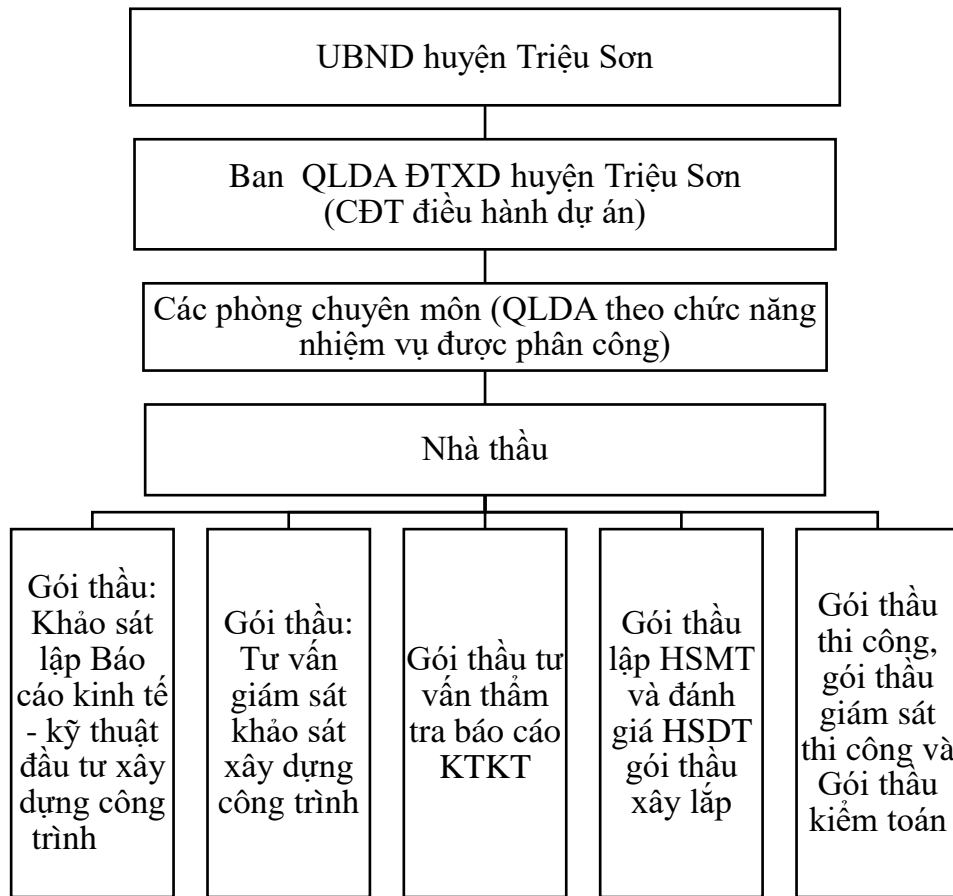 UBND huyện Triệu Sơn
Ban QLDA ĐTXD huyện Triệu Sơn
(CĐT điều hành dự án)
Các phòng chuyên môn (QLDA theo chức năng
nhiệm vụ được phân công)
Nhà thầu
Gói thầu:
Khảo sát
lập Báo
cáo kinh tế
- kỹ thuật
đầu tư xây
dựng công
trình
Gói thầu:
Tư vấn
giám sát
khảo sát
xây dựng
công trình
Gói thầu tư
vấn thẩm
tra báo cáo
KTKT
Gói thầu
lập HSMT
và đánh
giá HSDT
gói thầu
xây lắp
Gói thầu
thi công,
gói thầu
giám sát
thi công và
Gói thầu
kiểm toán